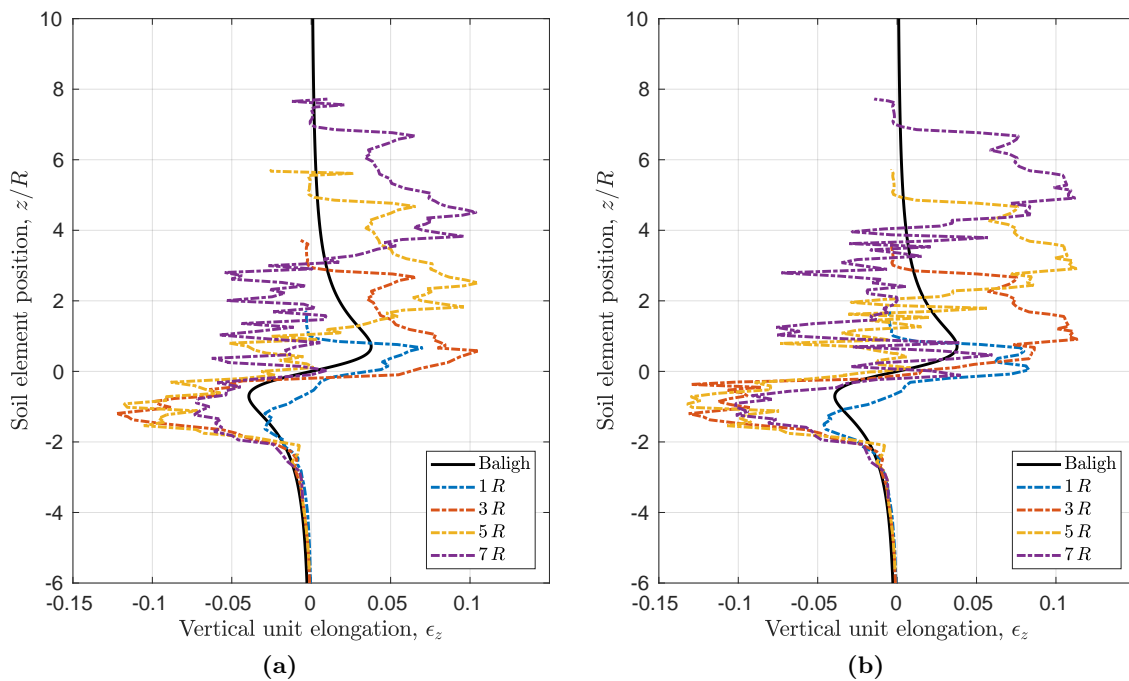 10
8
6
4
2
0
-2
-4
-6
Soil element position, z/R
-0.15
-0.1
-0.05
0
0.05
0.1
Vertical unit elongation, ϵz
Baligh
1 R
3 R
5 R
7 R
(a)
10
8
6
4
2
0
-2
-4
-6
Soil element position, z/R
-0.15
-0.1
-0.05
0
0.05
0.1
Vertical unit elongation, ϵz
Baligh
1 R
3 R
5 R
7 R
(b)